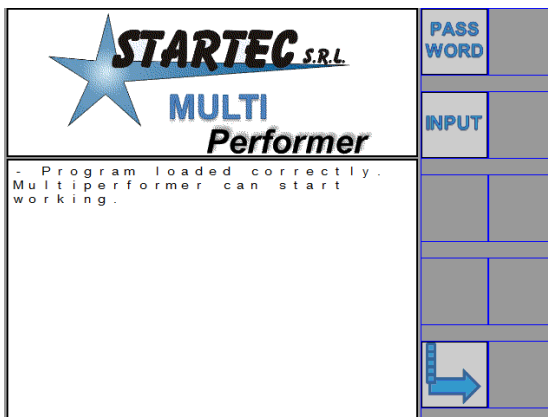 STARTEC S.R.L.
MULTI
Performer
- Program loaded correctly.
Multiperformer can start
working.
PASS
WORD
INPUT